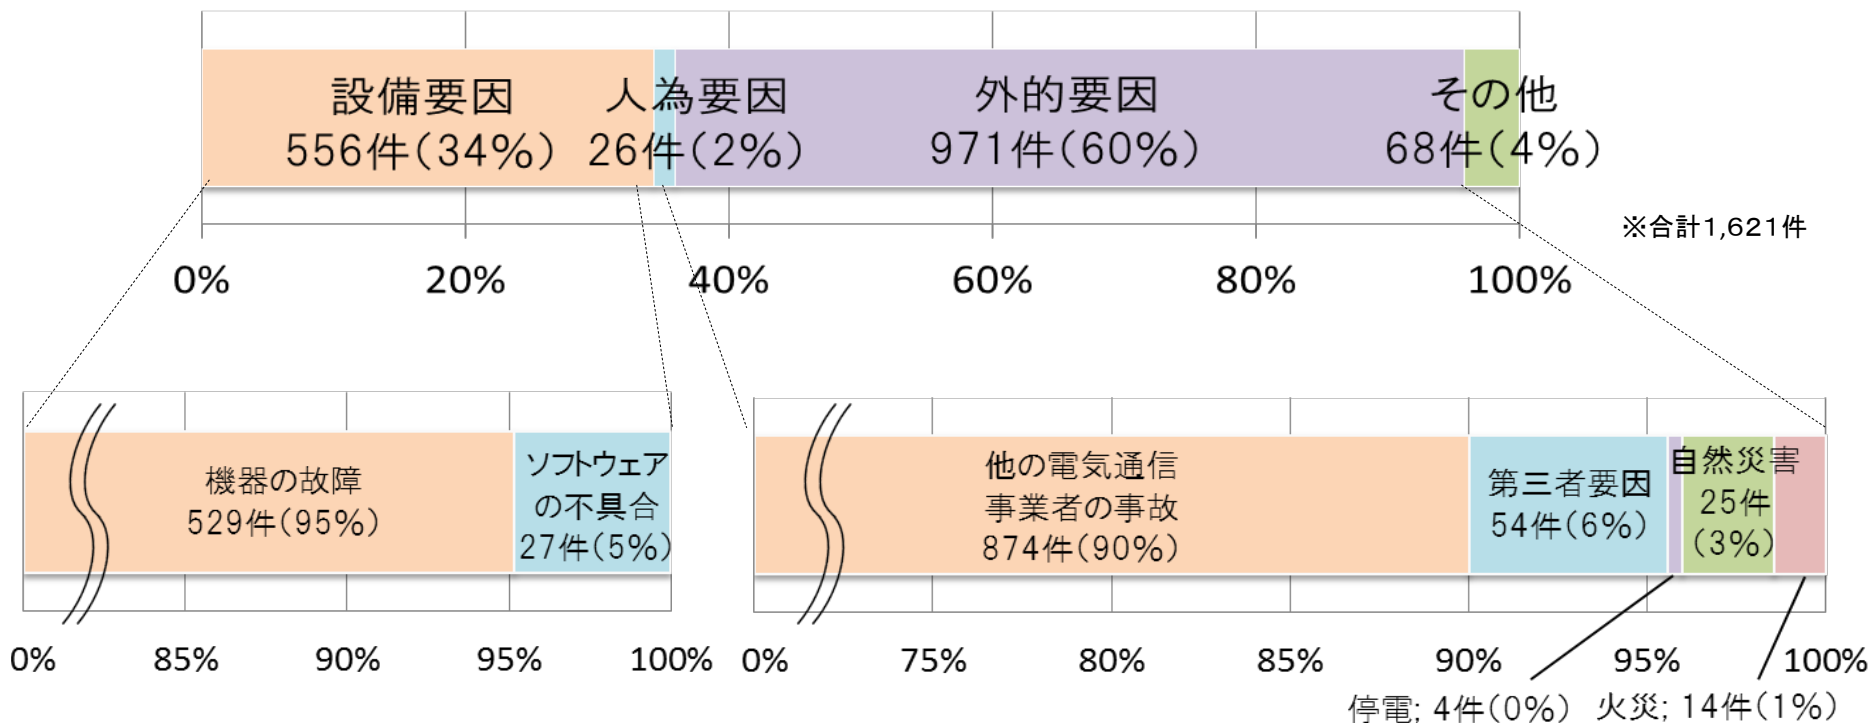 設備要因
556件(34%)
人為要因
26件(2%)
外的要因
971件(60%)
その他
68件(4%)
※合計1,621件
0%
20%
40%
60%
80%
100%
機器の故障
529件(95%)
ソフトウェア
の不具合
27件(5%)
0%
85%
90%
95%
100%
他の電気通信
事業者の事故
874件(90%)
第三者要因
54件(6%)
自然災害
25件
(3%)
0%
75%
80%
85%
90%
95%
100%
停電; 4件(0%)
火災; 14件(1%)